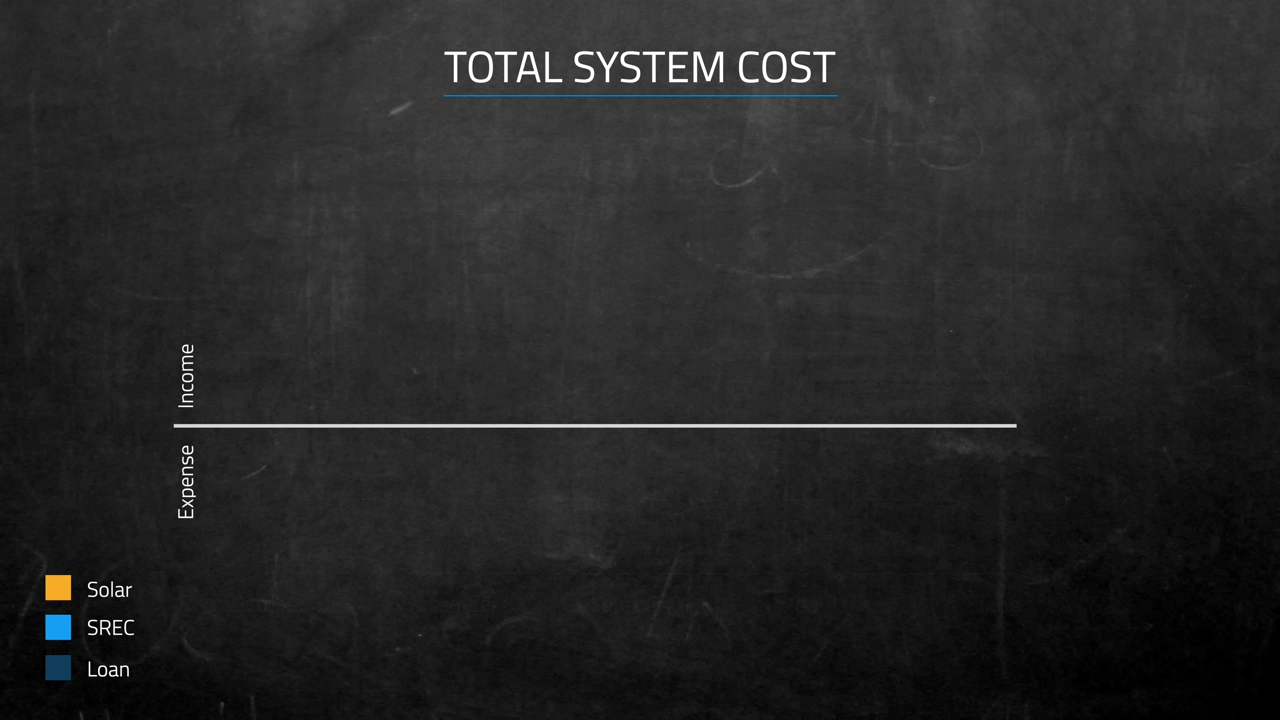 TOTAL SYSTEM COST
Income
Expense
Solar
SREC
Loan